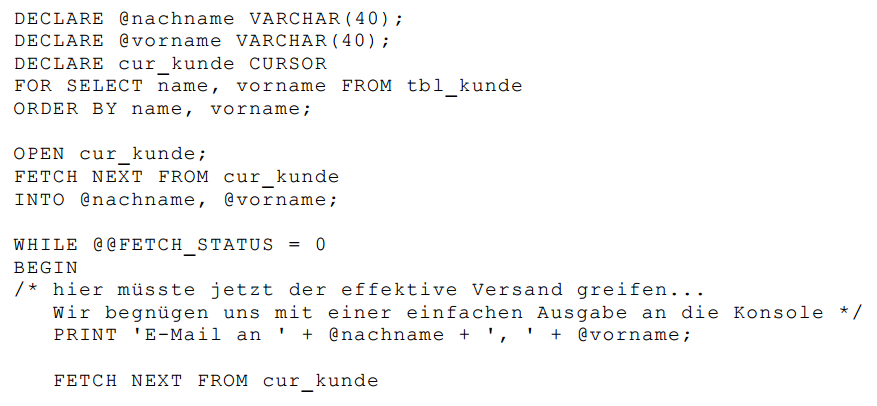 DECLARE @nachname VARCHAR(40);
DECLARE @vorname VARCHAR(40);
DECLARE cur_kunde CURSOR
FOR SELECT name, vorname FROM tbl_kunde
ORDER BY name, vorname;

OPEN cur_kunde;
FETCH NEXT FROM cur_kunde
INTO @nachname, @vorname;

WHILE @@FETCH_STATUS = 0
BEGIN
/* hier müsste jetzt der effektive Versand greifen...
   Wir begnügen uns mit einer einfachen Ausgabe an die Konsole */
   PRINT 'E-Mail an ' + @nachname + ', ' + @vorname;

   FETCH NEXT FROM cur_kunde